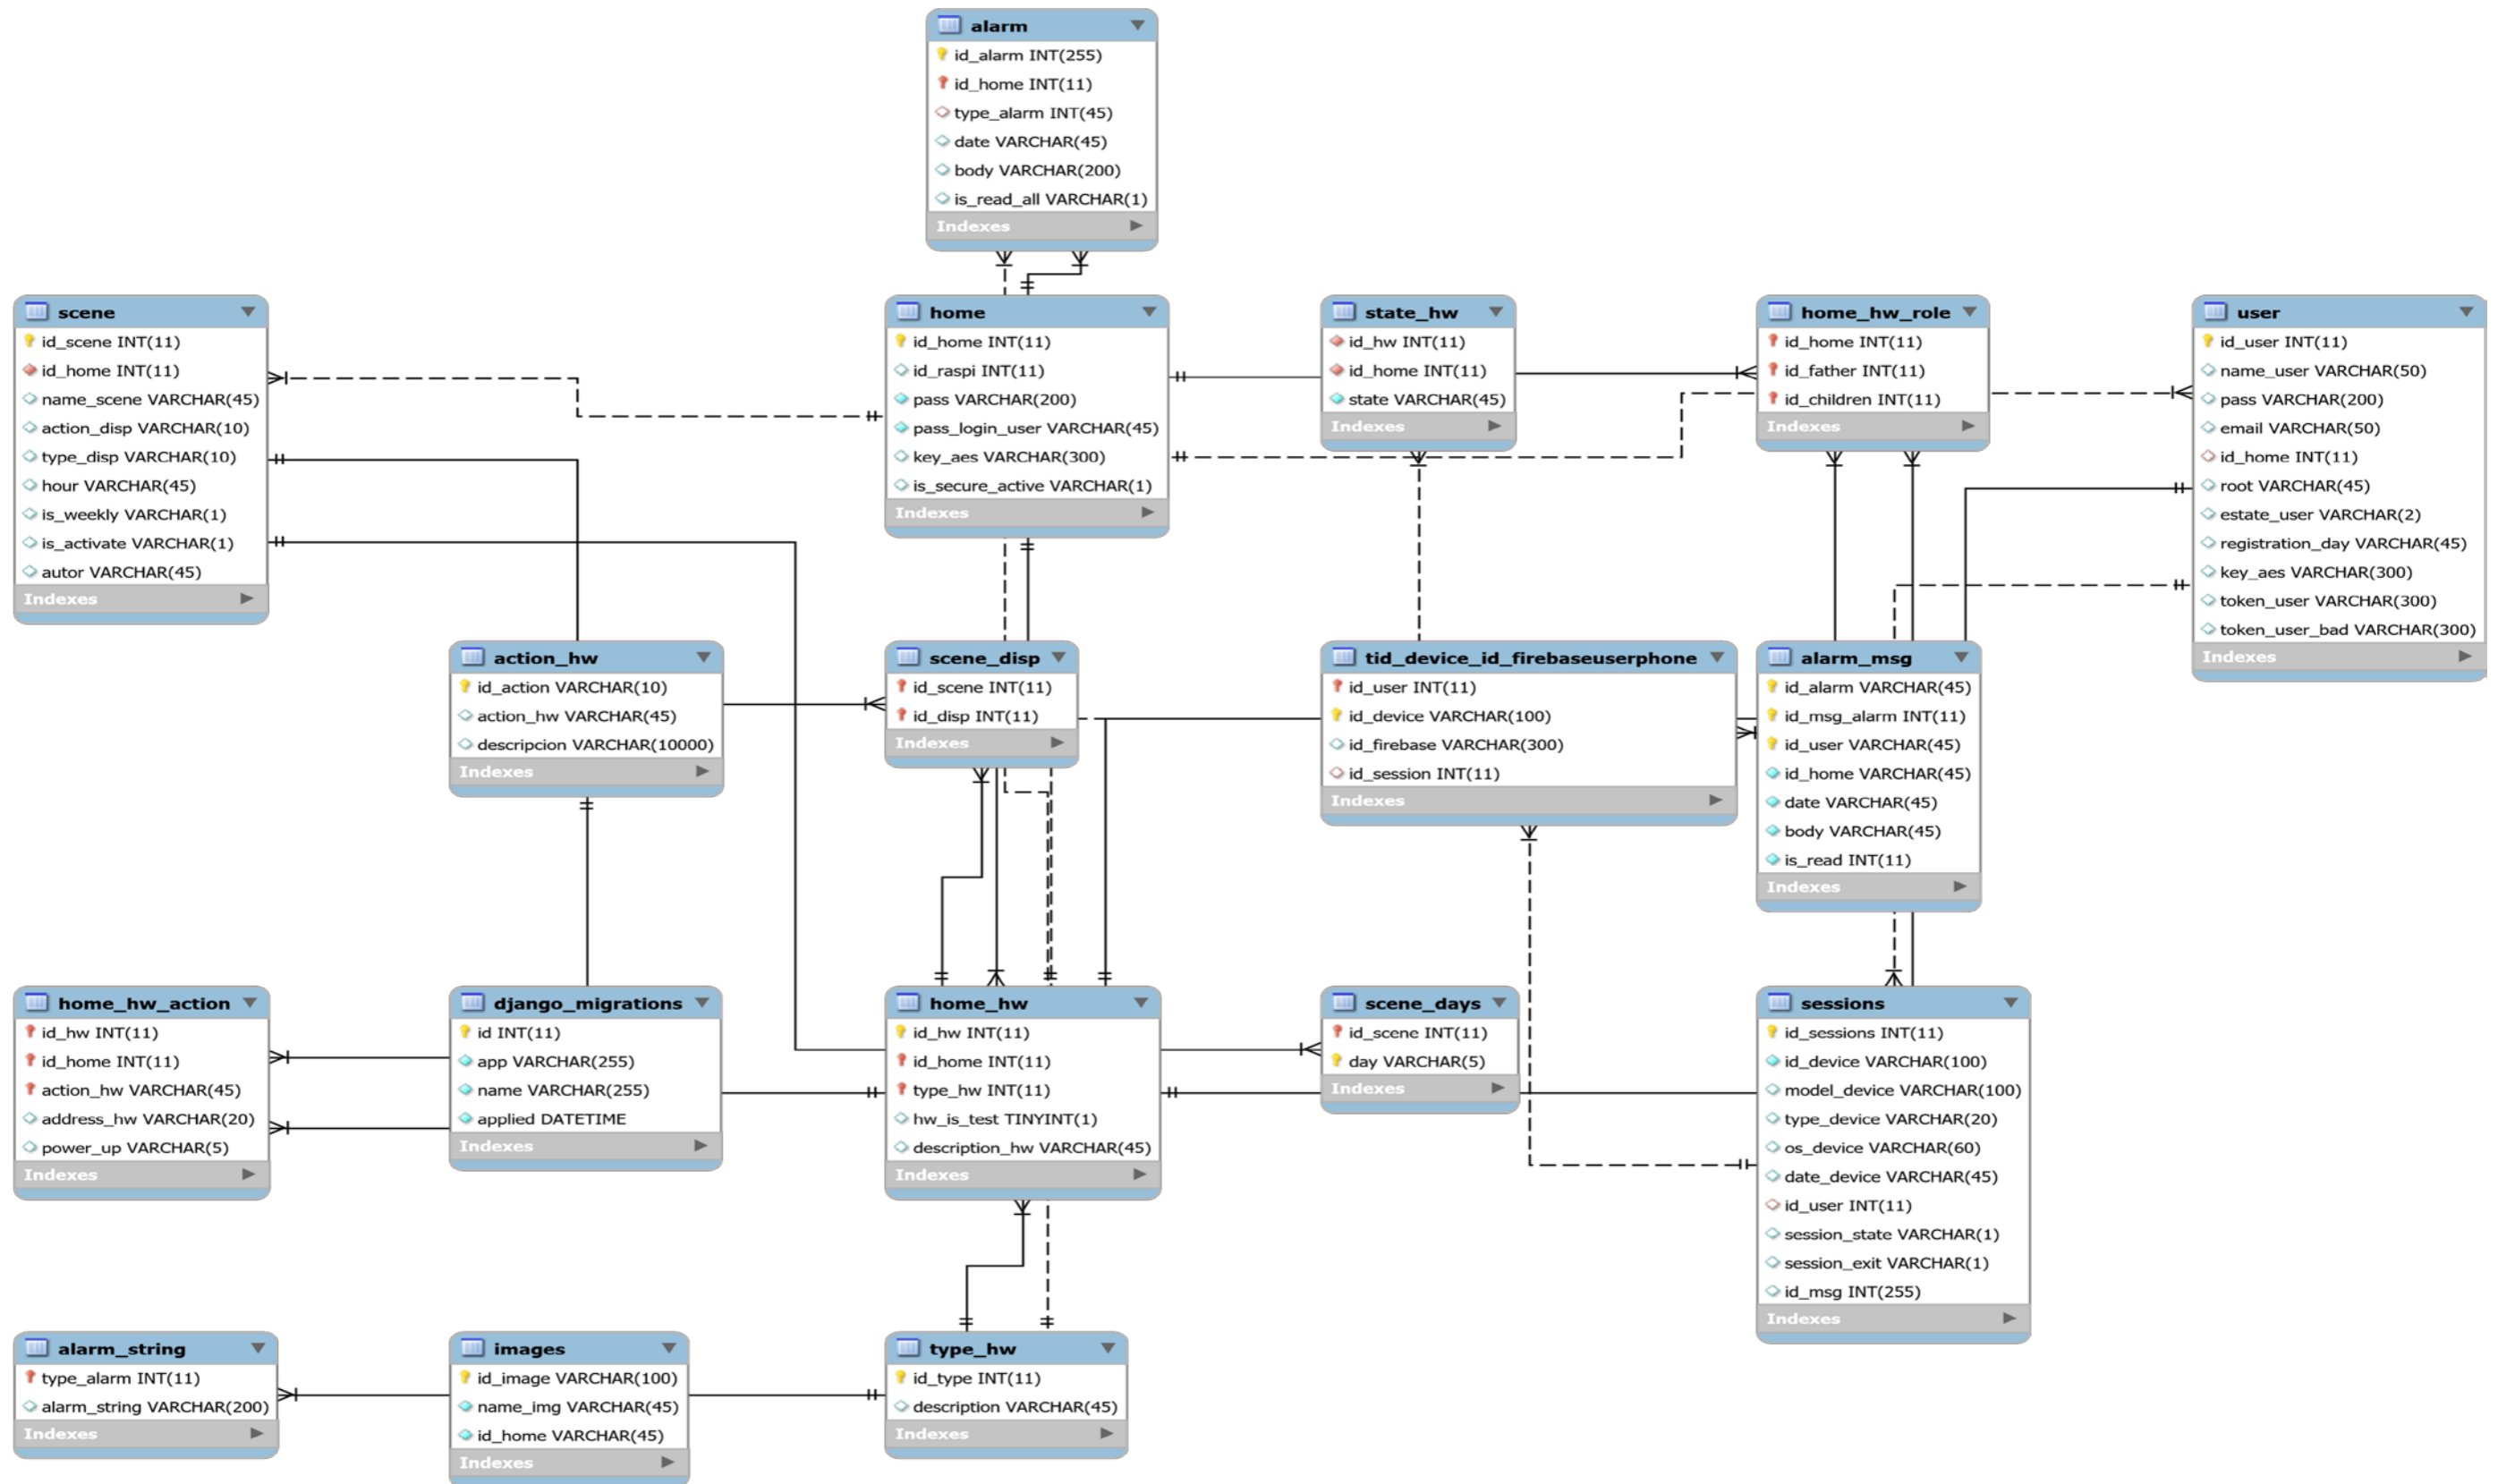 alarm
id_alarm INT(255)
id_home INT(11)
type_alarm INT(45)
date VARCHAR(45)
body VARCHAR(200)
is_read_all VARCHAR(1)
Indexes
scene
id_scene INT(11)
id_home INT(11)
name_scene VARCHAR(45)
action_disp VARCHAR(10)
type_disp VARCHAR(10)
hour VARCHAR(45)
is_weekly VARCHAR(1)
is_activate VARCHAR(1)
autor VARCHAR(45)
Indexes
home
id_home INT(11)
id_raspi INT(11)
pass VARCHAR(200)
pass_login_user VARCHAR(45)
key_aes VARCHAR(300)
is_secure_active VARCHAR(1)
Indexes
state_hw
id_hw INT(11)
id_home INT(11)
state VARCHAR(45)
Indexes
home_hw_role
id_home INT(11)
id_father INT(11)
id_children INT(11)
Indexes
user
id_user INT(11)
name_user VARCHAR(50)
pass VARCHAR(200)
email VARCHAR(50)
id_home INT(11)
root VARCHAR(45)
estate_user VARCHAR(2)
registration_day VARCHAR(45)
key_aes VARCHAR(300)
token_user VARCHAR(300)
token_user_bad VARCHAR(300)
Indexes
action_hw
id_action VARCHAR(10)
action_hw VARCHAR(45)
descripcion VARCHAR(10000)
Indexes
scene_disp
id_scene INT(11)
id_disp INT(11)
Indexes
tid_device_id_firebaseuserphone
id_user INT(11)
id_device VARCHAR(100)
id_firebase VARCHAR(300)
id_session INT(11)
Indexes
alarm_msg
id_alarm VARCHAR(45)
id_msg_alarm INT(11)
id_user VARCHAR(45)
id_home VARCHAR(45)
date VARCHAR(45)
body VARCHAR(45)
is_read INT(11)
Indexes
home_hw_action
id_hw INT(11)
id_home INT(11)
action_hw VARCHAR(45)
address_hw VARCHAR(20)
power_up VARCHAR(5)
Indexes
django_migrations
id INT(11)
app VARCHAR(255)
name VARCHAR(255)
applied DATETIME
Indexes
home_hw
id_hw INT(11)
id_home INT(11)
type_hw INT(11)
hw_is_test TINYINT(1)
description_hw VARCHAR(45)
Indexes
scene_days
id_scene INT(11)
day VARCHAR(5)
Indexes
sessions
id_sessions INT(11)
id_device VARCHAR(100)
model_device VARCHAR(100)
type_device VARCHAR(20)
os_device VARCHAR(60)
date_device VARCHAR(45)
id_user INT(11)
session_state VARCHAR(1)
session_exit VARCHAR(1)
id_msg INT(255)
Indexes
alarm_string
type_alarm INT(11)
alarm_string VARCHAR(200)
Indexes
images
id_image VARCHAR(100)
name_img VARCHAR(45)
id_home VARCHAR(45)
Indexes
type_hw
id_type INT(11)
description VARCHAR(45)
Indexes